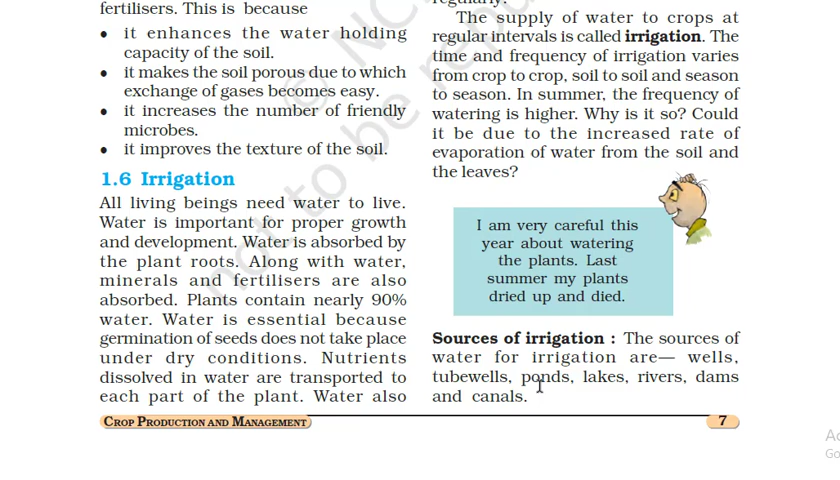 fertilisers. This is because
• it enhances the water holding
capacity of the soil.
• it makes the soil porous due to which
exchange of gases becomes easy.
• it increases the number of friendly
microbes.
• it improves the texture of the soil.
1.6 Irrigation
All living beings need water to live.
Water is important for proper growth
and development. Water is absorbed by
the plant roots. Along with water,
minerals and fertilisers are also
absorbed. Plants contain nearly 90%
water. Water is essential because
germination of seeds does not take place
under dry conditions. Nutrients
dissolved in water are transported to
each part of the plant. Water also
regularly.
The supply of water to crops at
regular intervals is called irrigation. The
time and frequency of irrigation varies
from crop to crop, soil to soil and season
to season. In summer, the frequency of
watering is higher. Why is it so? Could
it be due to the increased rate of
evaporation of water from the soil and
the leaves?
I am very careful this
year about watering
the plants. Last
summer my plants
dried up and died.
Sources of irrigation : The sources of
water for irrigation are— wells,
tubewells, ponds, lakes, rivers, dams
and canals.
CROP PRODUCTION AND MANAGEMENT
7
not to be